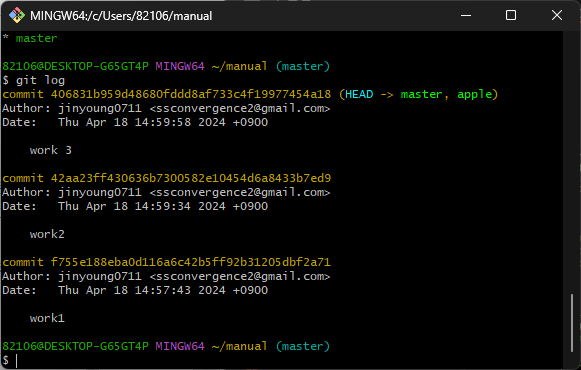 MINGW64:/c/Users/82106/manual
* master
82106@DESKTOP-G65GT4P MINGW64 ~/manual (master)
$ git log
commit 406831b959d48680fddd8af733c4f19977454a18 (HEAD -> master, apple)
Author: jinyoung0711 <ssconvergence2@gmail.com>
Date:   Thu Apr 18 14:59:58 2024 +0900
work 3
commit 42aa23ff430636b7300582e10454d6a8433b7ed9
Author: jinyoung0711 <ssconvergence2@gmail.com>
Date:   Thu Apr 18 14:59:34 2024 +0900
work2
commit f755e188eba0d116a6c42b5ff92b31205dbf2a71
Author: jinyoung0711 <ssconvergence2@gmail.com>
Date:   Thu Apr 18 14:57:43 2024 +0900
work1
82106@DESKTOP-G65GT4P MINGW64 ~/manual (master)
$